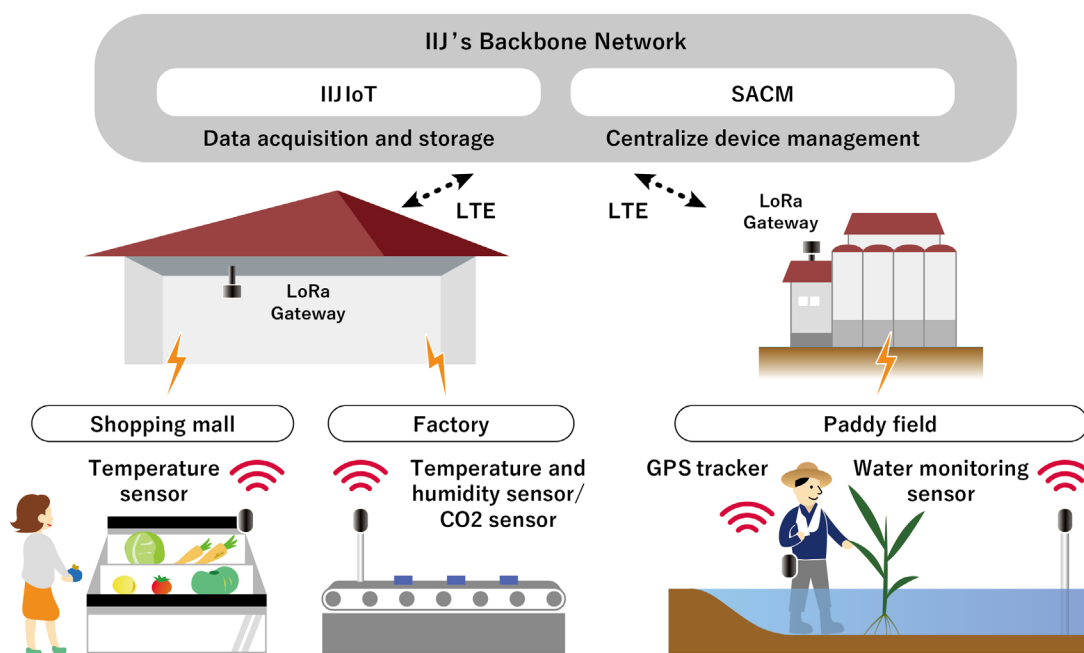 IIJ's Backbone Network
IIJ IoT
SACM
Data acquisition and storage
Centralize device management
LTE
LTE
LoRa
Gateway
LoRa
Gateway
Shopping mall
Factory
Paddy field
Temperature
sensor
Temperature and
humidity sensor/
CO2 sensor
GPS tracker
Water monitoring
sensor